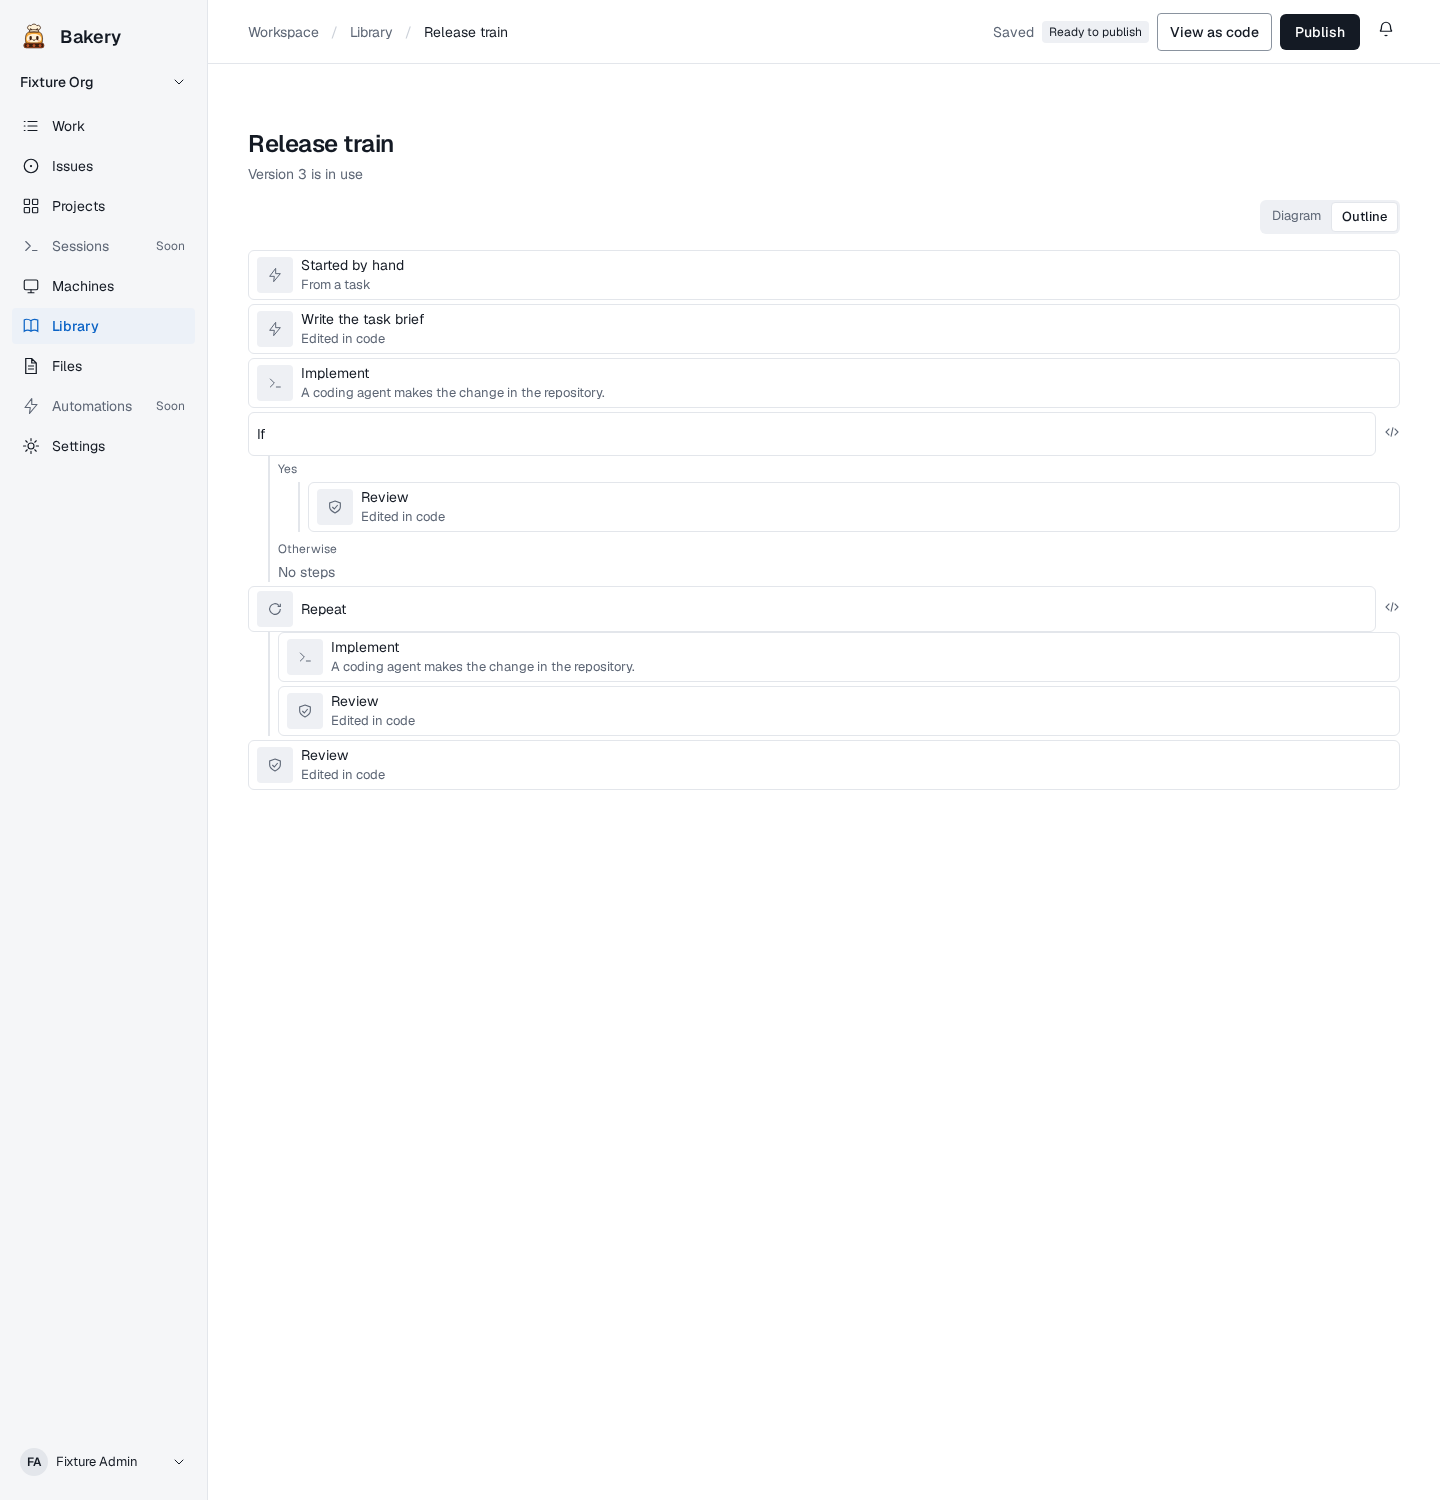 Bakery
Fixture Org
Work
Issues
Projects
Sessions Soon
Machines
Library
Files
Automations Soon
Settings
FA Fixture Admin
Workspace / Library / Release train
Saved Ready to publish View as code Publish
Release train
Version 3 is in use
Diagram Outline
Started by hand
From a task
Write the task brief
Edited in code
Implement
A coding agent makes the change in the repository.
If
Yes
Review
Edited in code
Otherwise
No steps
Repeat
Implement
A coding agent makes the change in the repository.
Review
Edited in code
Review
Edited in code